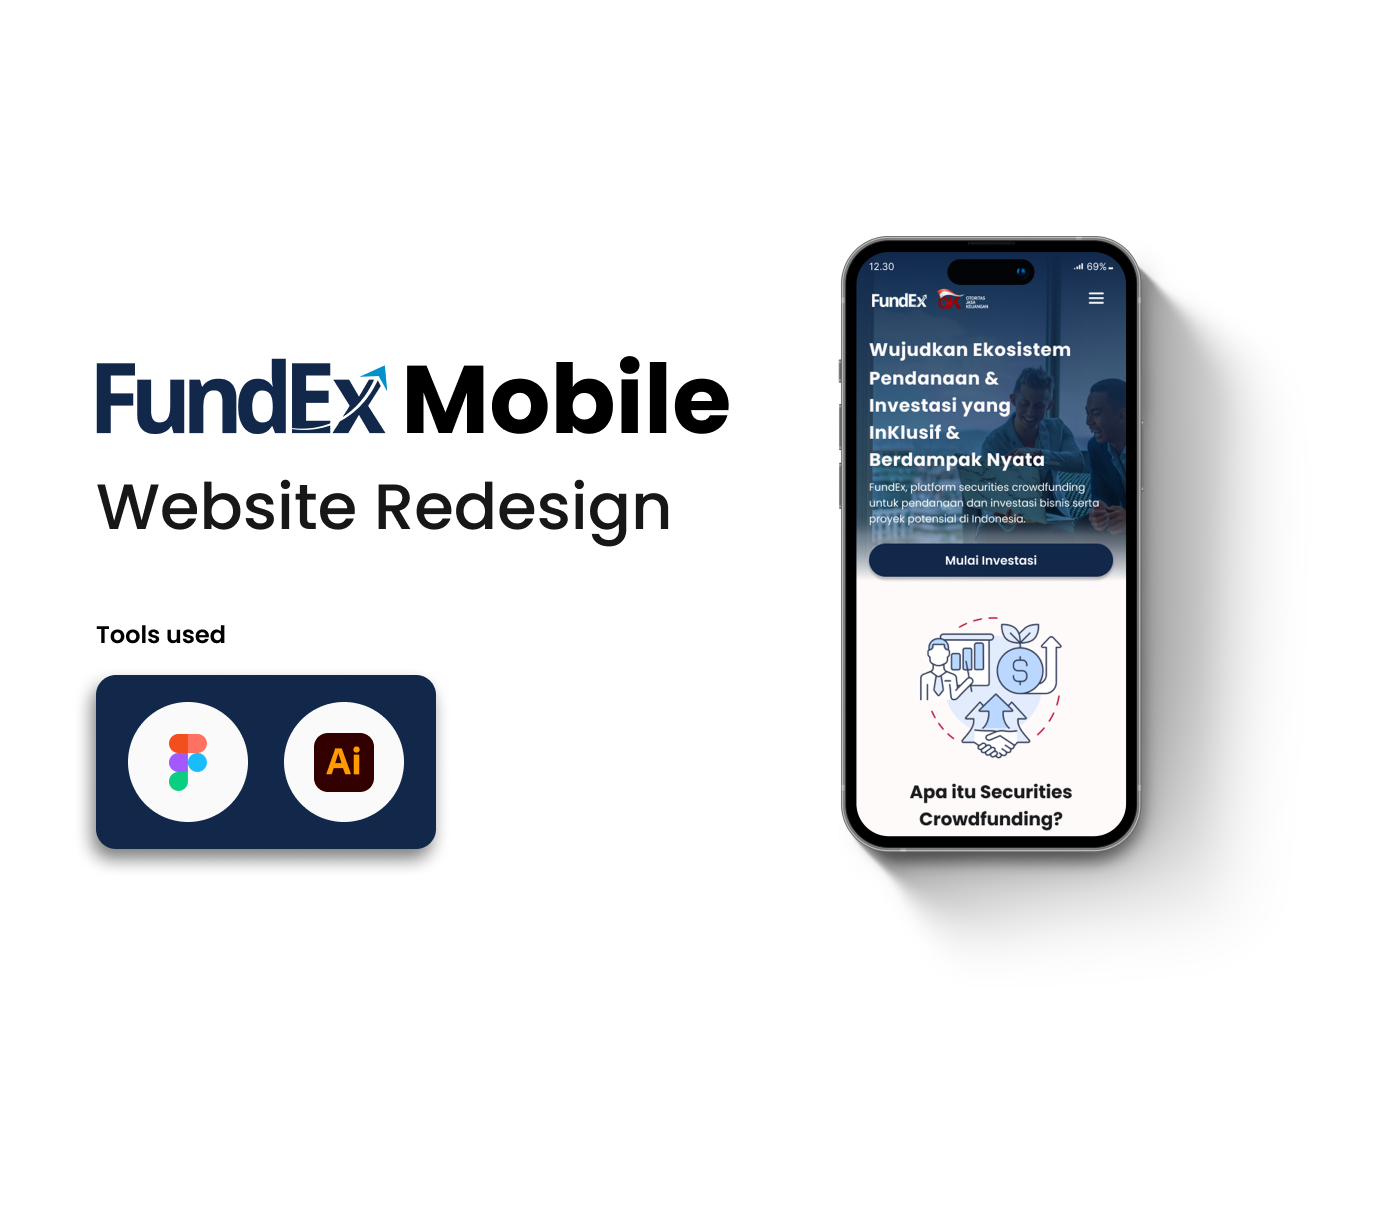 FundEx Mobile
Website Redesign
Tools used
Ai
12.30
69%
FundEx
OTORITAS
JASA
KEUANGAN
Wujudkan Ekosistem
Pendanaan &
Investasi yang
InKlusif &
Berdampak Nyata
FundEx, platform securities crowdfunding
untuk pendanaan dan investasi bisnis serta
proyek potensial di Indonesia.
Mulai Investasi
$
Apa itu Securities
Crowdfunding?